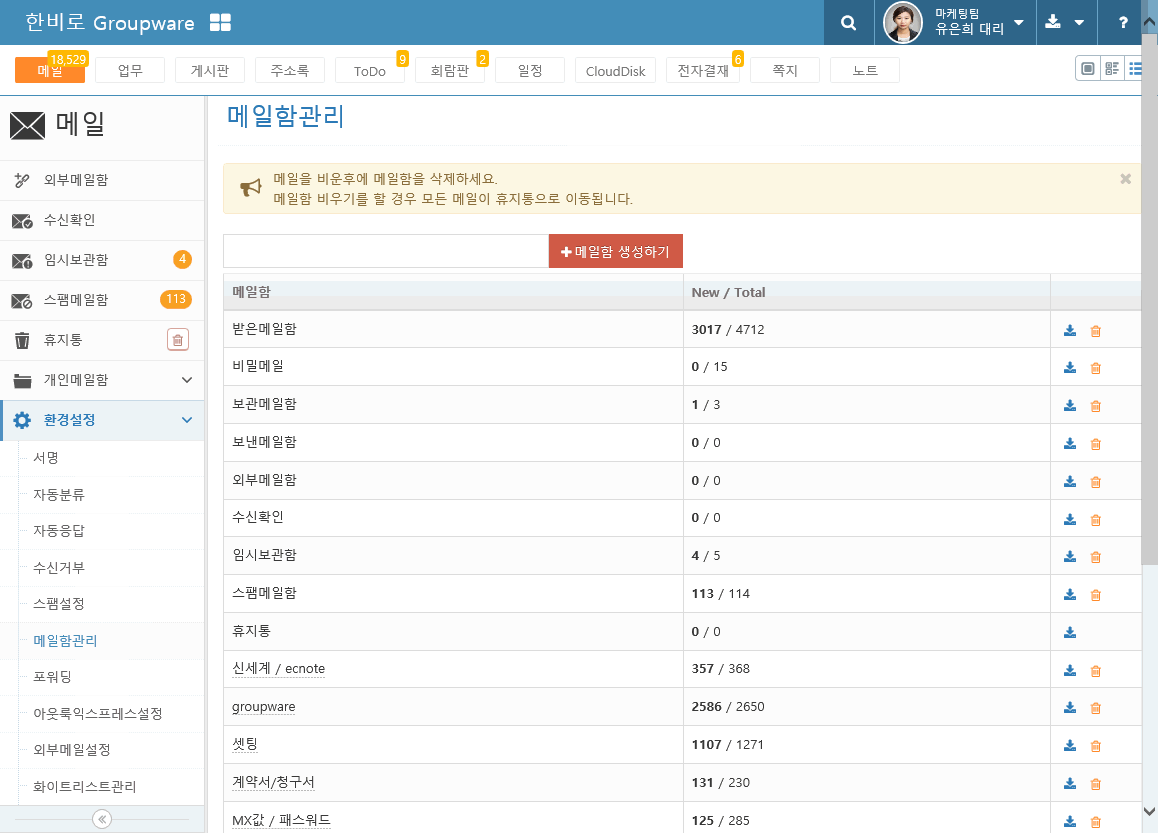 한비로 Groupware
마케팅팀
유은희 대리
?
메일 18,529
업무
게시판
주소록
ToDo 9
회람판 2
일정
CloudDisk
전자결재 6
쪽지
노트
메일
외부메일함
수신확인
임시보관함 4
스팸메일함 113
휴지통
개인메일함
환경설정
서명
자동분류
자동응답
수신거부
스팸설정
메일함관리
포워딩
아웃룩익스프레스설정
외부메일설정
화이트리스트관리
메일함관리
메일을 비운후에 메일함을 삭제하세요.
메일함 비우기를 할 경우 모든 메일이 휴지통으로 이동됩니다.
메일함 생성하기
메일함 New / Total
받은메일함 3017 / 4712
비밀메일 0 / 15
보관메일함 1 / 3
보낸메일함 0 / 0
외부메일함 0 / 0
수신확인 0 / 0
임시보관함 4 / 5
스팸메일함 113 / 114
휴지통 0 / 0
신세계 / ecnote 357 / 368
groupware 2586 / 2650
셋팅 1107 / 1271
계약서/청구서 131 / 230
MX값 / 패스워드 125 / 285